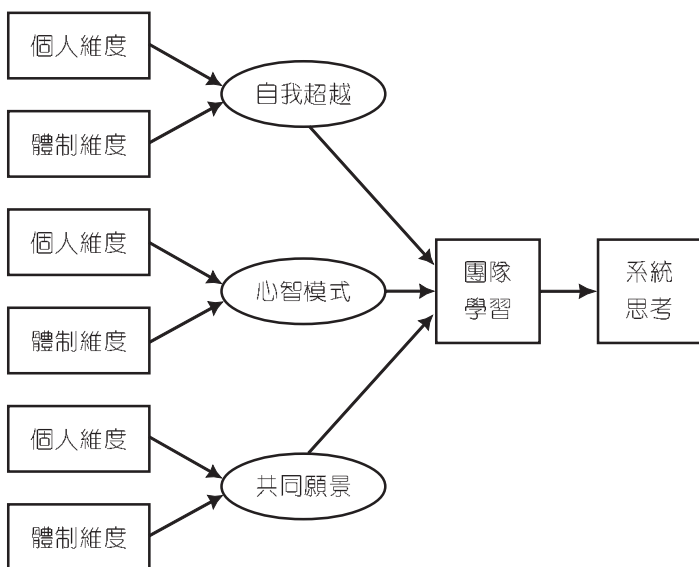 個人維度
自我超越
體制維度
個人維度
心智模式
體制維度
團隊
學習
系統
思考
個人維度
共同願景
體制維度